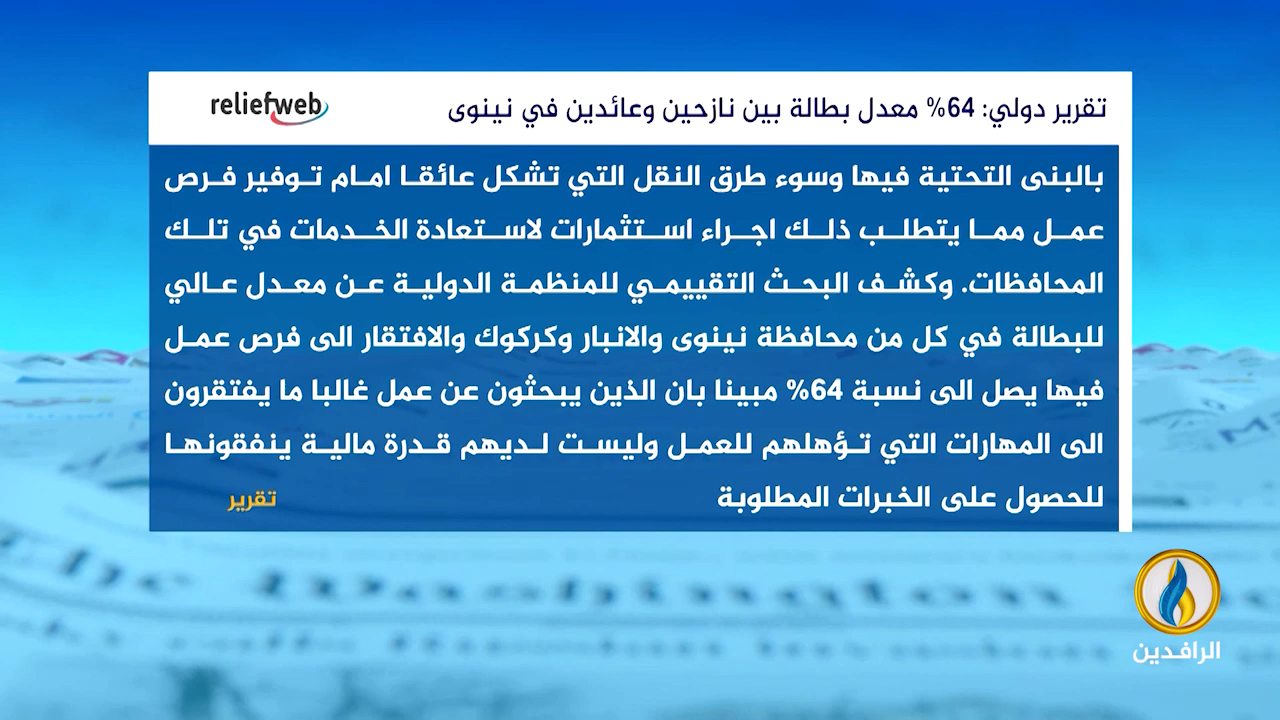 تقرير دولي: 64% معدل بطالة بين نازحين وعائدين في نينوى
reliefweb
بالبنى التحتية فيها وسوء طرق النقل التي تشكل عائقا امام توفير فرص
عمل مما يتطلب ذلك اجراء استثمارات لاستعادة الخدمات في تلك
المحافظات. وكشف البحث التقييمي للمنظمة الدولية عن معدل عالي
للبطالة في كل من محافظة نينوى والانبار وكركوك والافتقار الى فرص عمل
فيها يصل الى نسبة 64% مبينا بان الذين يبحثون عن عمل غالبا ما يفتقرون
الى المهارات التي تؤهلهم للعمل وليست لديهم قدرة مالية ينفقونها
للحصول على الخبرات المطلوبة
تقرير
الرافدين